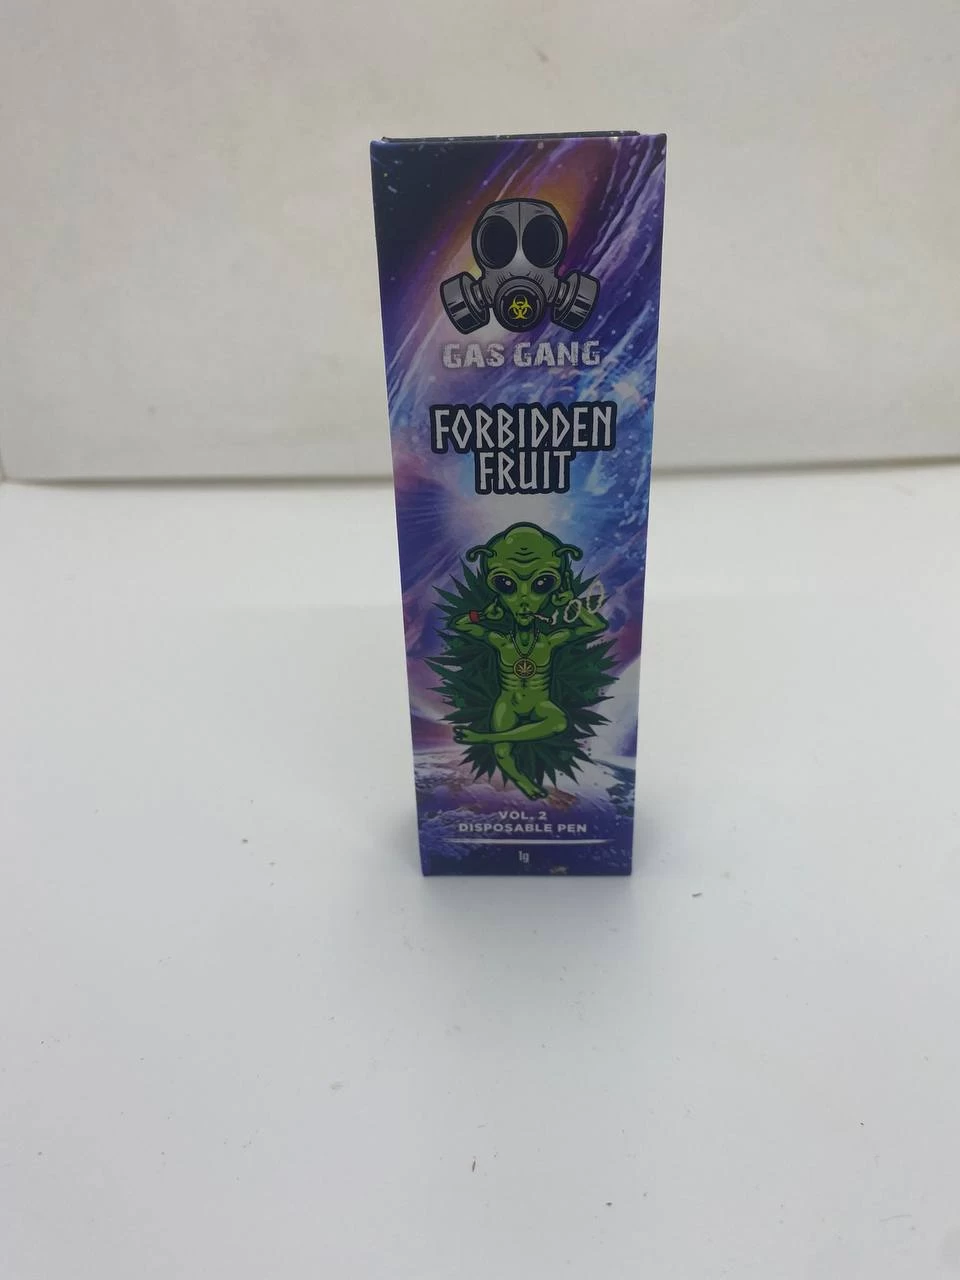 GAS GANG
FORBIDDEN
FRUIT
VOL. 2
DISPOSABLE PEN
1g